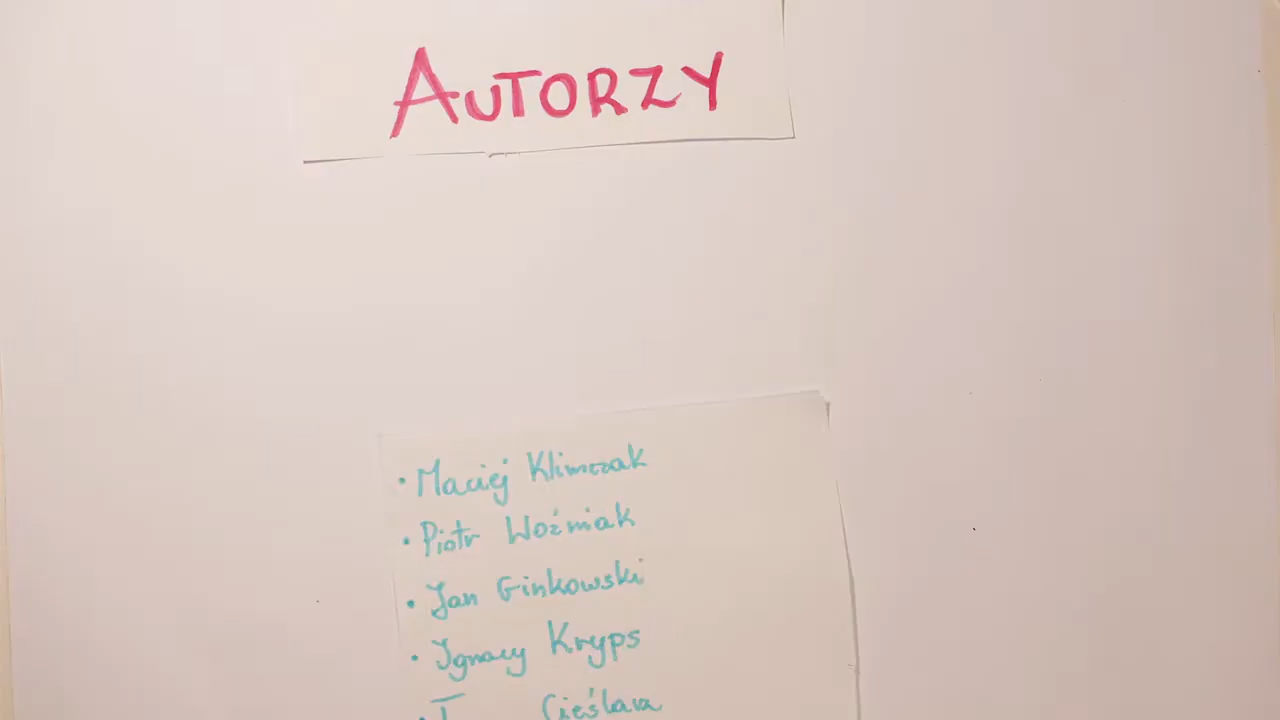 AUTORZY
• Maciej Klimczak
• Piotr Woźniak
• Jan Ginkowski
• Ignacy Kryps
• Cieślara